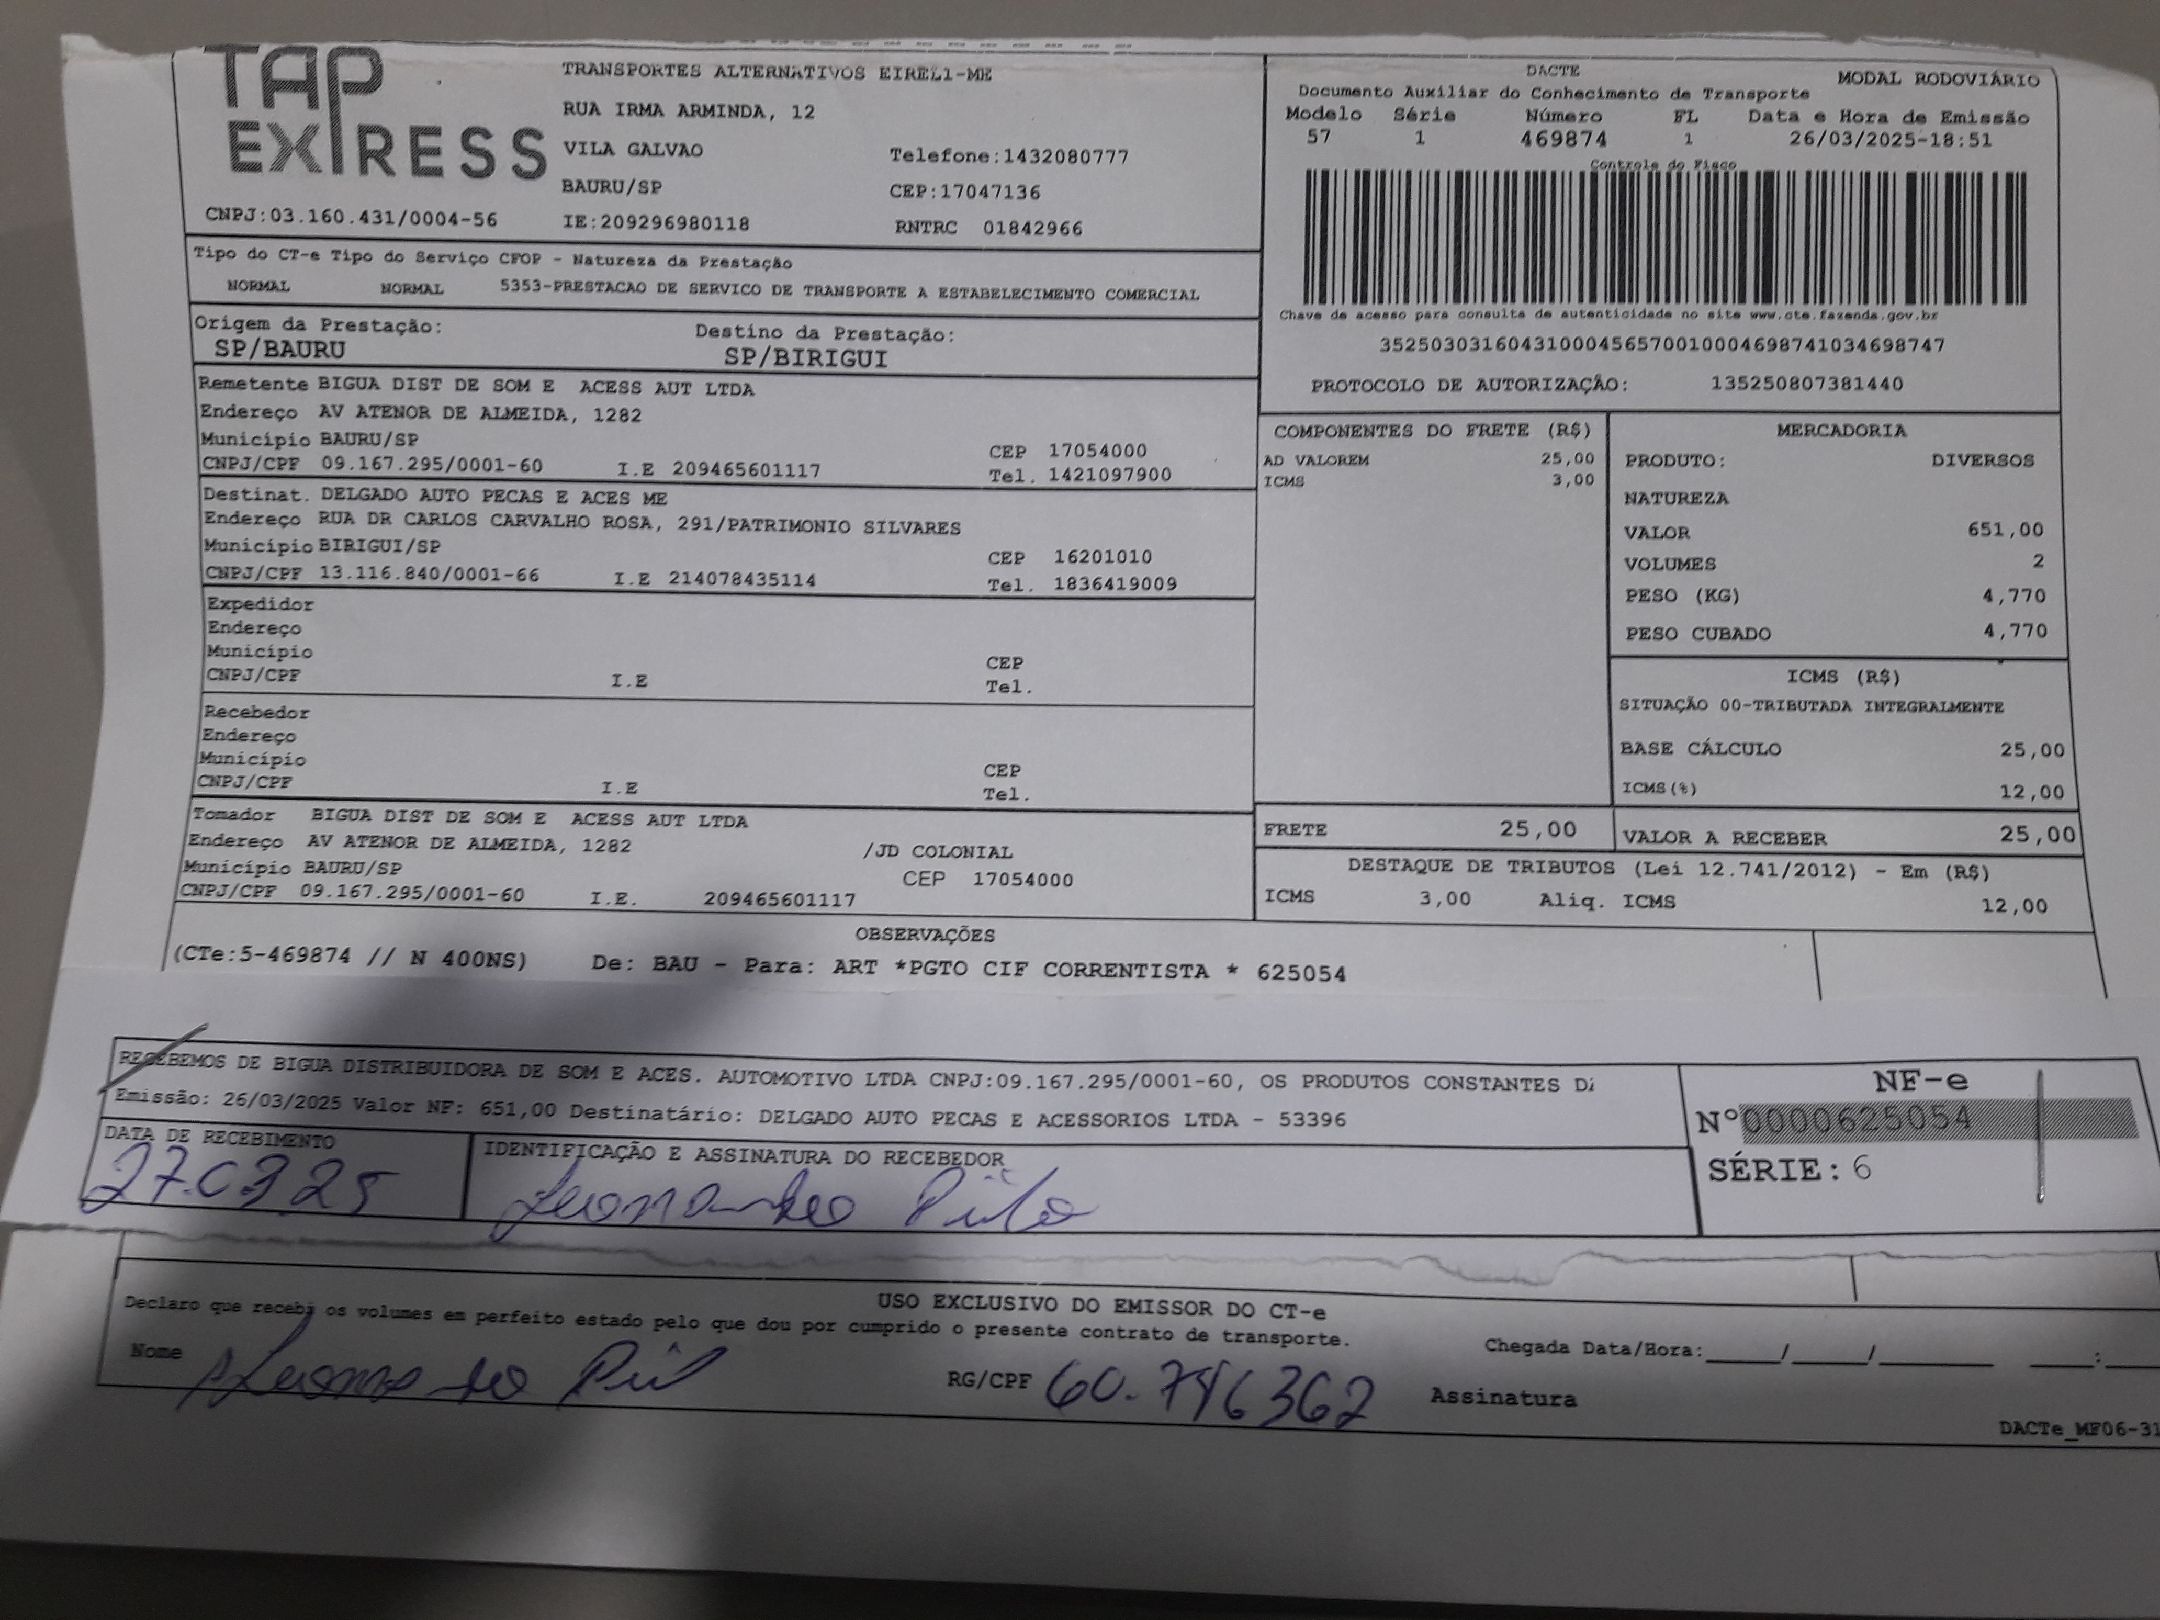 TAP EXPRESS
TRANSPORTES ALTERNATIVOS EIRELI-ME
RUA IRMA ARMINDA, 12
VILA GALVAO Telefone:1432080777
BAURU/SP CEP:17047136
CNPJ:03.160.431/0004-56 IE:209296980118 RNTRC 01842966
DACTE MODAL RODOVIÁRIO
Documento Auxiliar do Conhecimento de Transporte
Modelo Série Número FL Data e Hora de Emissão
57 1 469874 1 26/03/2025-18:51
Controle do Fisco
Chave de acesso para consulta de autenticidade no site www.cte.fazenda.gov.br
35250303160431000456570010004698741034698747
PROTOCOLO DE AUTORIZAÇÃO: 135250807381440
Tipo do CT-e Tipo do Serviço CFOP - Natureza da Prestação
NORMAL NORMAL 5353-PRESTACAO DE SERVICO DE TRANSPORTE A ESTABELECIMENTO COMERCIAL
Origem da Prestação: Destino da Prestação:
SP/BAURU SP/BIRIGUI
Remetente BIGUA DIST DE SOM E ACESS AUT LTDA
Endereço AV ATENOR DE ALMEIDA, 1282
Município BAURU/SP CEP 17054000
CNPJ/CPF 09.167.295/0001-60 I.E 209465601117 Tel. 1421097900
Destinat. DELGADO AUTO PECAS E ACES ME
Endereço RUA DR CARLOS CARVALHO ROSA, 291/PATRIMONIO SILVARES
Município BIRIGUI/SP CEP 16201010
CNPJ/CPF 13.116.840/0001-66 I.E 214078435114 Tel. 1836419009
Expedidor
Endereço
Município CEP
CNPJ/CPF I.E Tel.
Recebedor
Endereço
Município CEP
CNPJ/CPF I.E Tel.
Tomador BIGUA DIST DE SOM E ACESS AUT LTDA
Endereço AV ATENOR DE ALMEIDA, 1282 /JD COLONIAL
Município BAURU/SP CEP 17054000
CNPJ/CPF 09.167.295/0001-60 I.E. 209465601117
COMPONENTES DO FRETE (R$)
AD VALOREM 25,00
ICMS 3,00
MERCADORIA
PRODUTO: DIVERSOS
NATUREZA
VALOR 651,00
VOLUMES 2
PESO (KG) 4,770
PESO CUBADO 4,770
ICMS (R$)
SITUAÇÃO 00-TRIBUTADA INTEGRALMENTE
BASE CÁLCULO 25,00
ICMS(%) 12,00
FRETE 25,00 VALOR A RECEBER 25,00
DESTAQUE DE TRIBUTOS (Lei 12.741/2012) - Em (R$)
ICMS 3,00 Aliq. ICMS 12,00
OBSERVAÇÕES
(CTe:5-469874 // N 400NS) De: BAU - Para: ART *PGTO CIF CORRENTISTA * 625054
RECEBEMOS DE BIGUA DISTRIBUIDORA DE SOM E ACES. AUTOMOTIVO LTDA CNPJ:09.167.295/0001-60, OS PRODUTOS CONSTANTES
Emissão: 26/03/2025 Valor NF: 651,00 Destinatário: DELGADO AUTO PECAS E ACESSORIOS LTDA - 53396
DATA DE RECEBIMENTO IDENTIFICAÇÃO E ASSINATURA DO RECEBEDOR
27.03.25
NF-e
Nº0000625054
SÉRIE: 6
USO EXCLUSIVO DO EMISSOR DO CT-e
Declaro que recebi os volumes em perfeito estado pelo que dou por cumprido o presente contrato de transporte.
Chegada Data/Hora:_____/_____/________ ____:____
Nome RG/CPF 60.746362 Assinatura
DACTe_MF06-31